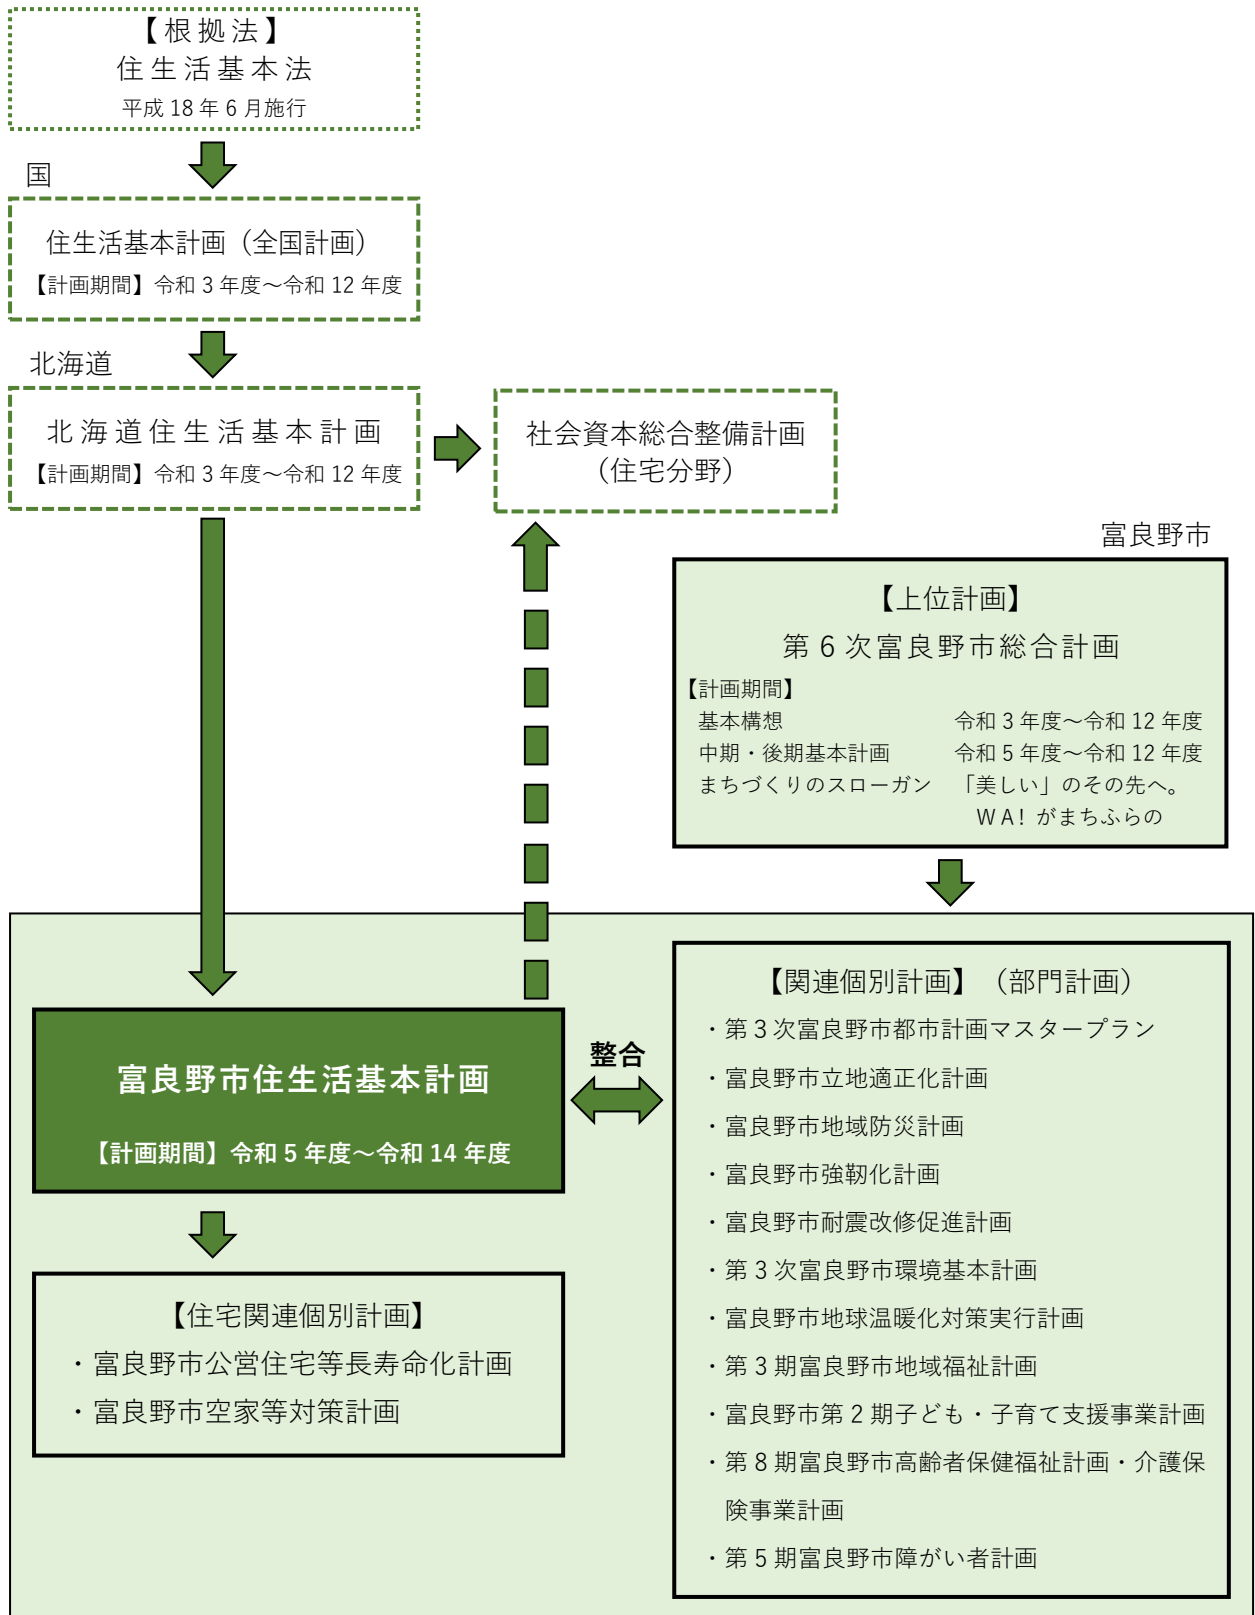 【根拠法】
住生活基本法
平成 18 年 6 月施行
国
住生活基本計画（全国計画）
【計画期間】令和 3 年度～令和 12 年度
北海道
北海道住生活基本計画
【計画期間】令和 3 年度～令和 12 年度
社会資本総合整備計画
（住宅分野）
富良野市
【上位計画】
第 6 次富良野市総合計画
【計画期間】
基本構想 令和 3 年度～令和 12 年度
中期・後期基本計画 令和 5 年度～令和 12 年度
まちづくりのスローガン 「美しい」のその先へ。
ＷＡ！がまちふらの
富良野市住生活基本計画
【計画期間】令和 5 年度～令和 14 年度
整合
【関連個別計画】（部門計画）
・第３次富良野市都市計画マスタープラン
・富良野市立地適正化計画
・富良野市地域防災計画
・富良野市強靭化計画
・富良野市耐震改修促進計画
・第３次富良野市環境基本計画
・富良野市地球温暖化対策実行計画
・第３期富良野市地域福祉計画
・富良野市第２期子ども・子育て支援事業計画
・第８期富良野市高齢者保健福祉計画・介護保
険事業計画
・第５期富良野市障がい者計画
【住宅関連個別計画】
・富良野市公営住宅等長寿命化計画
・富良野市空家等対策計画